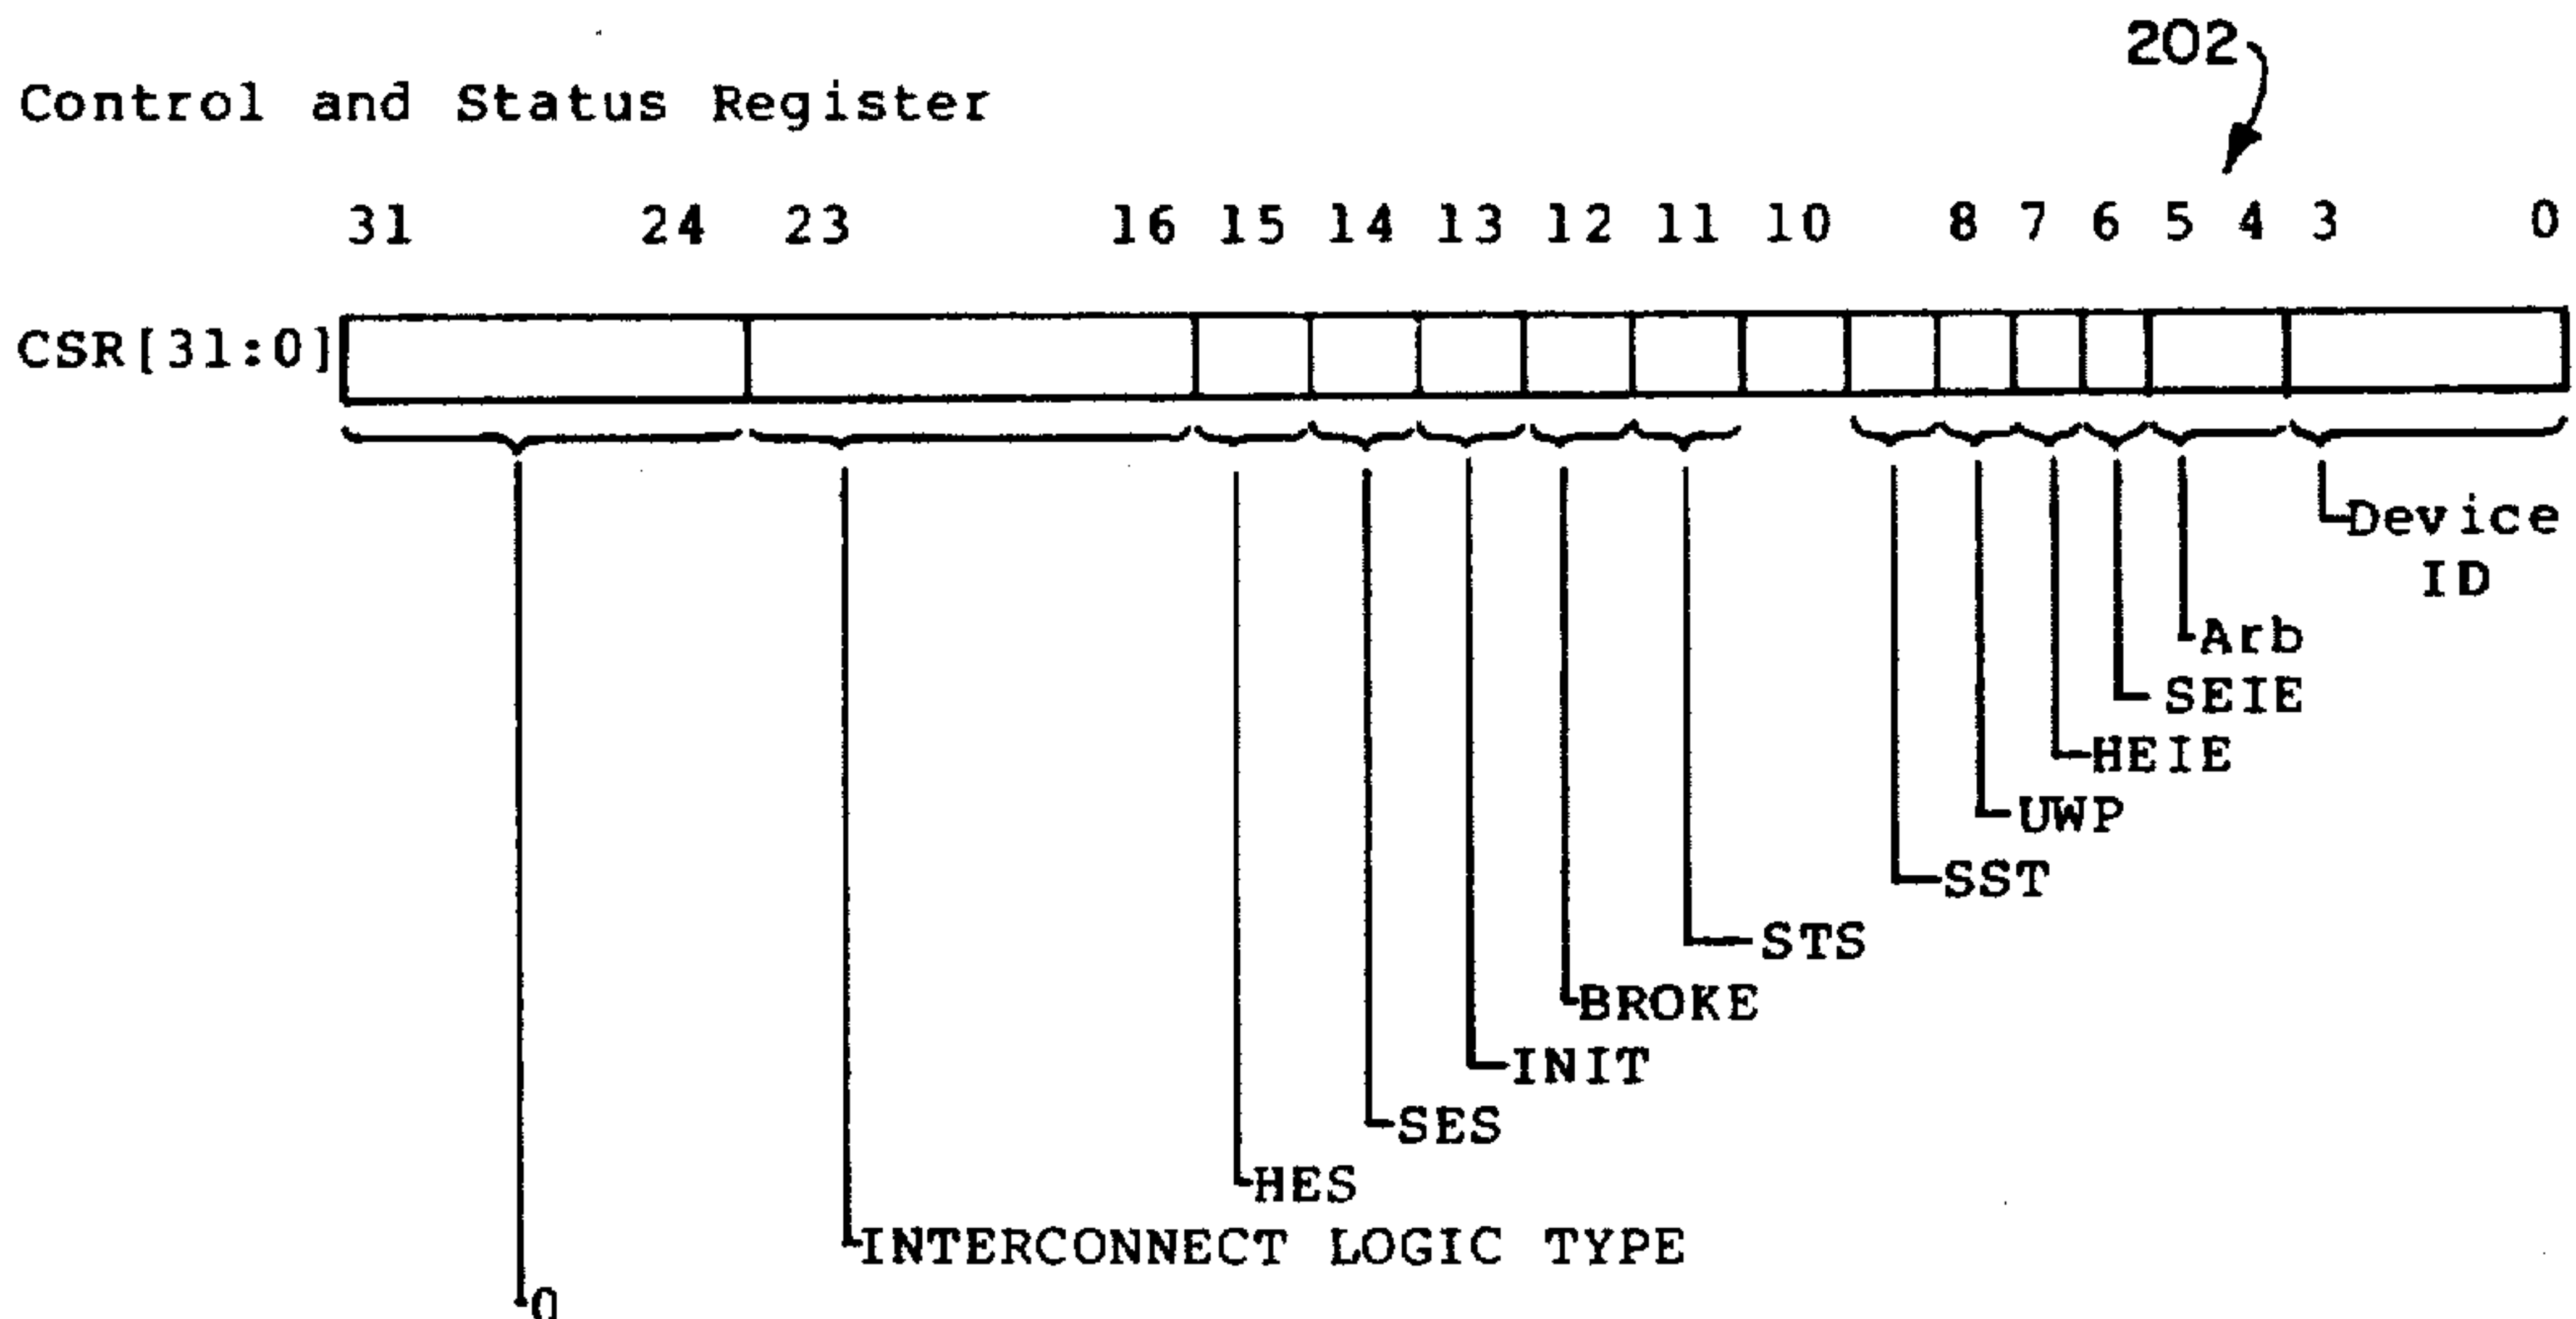 202
Control and Status Register
31 24 23 16 15 14 13 12 11 10 8 7 6 5 4 3 0
CSR[31:0]
Device
ID
Arb
SEIE
HEIE
UWP
SST
STS
BROKE
INIT
SES
HES
INTERCONNECT LOGIC TYPE
0